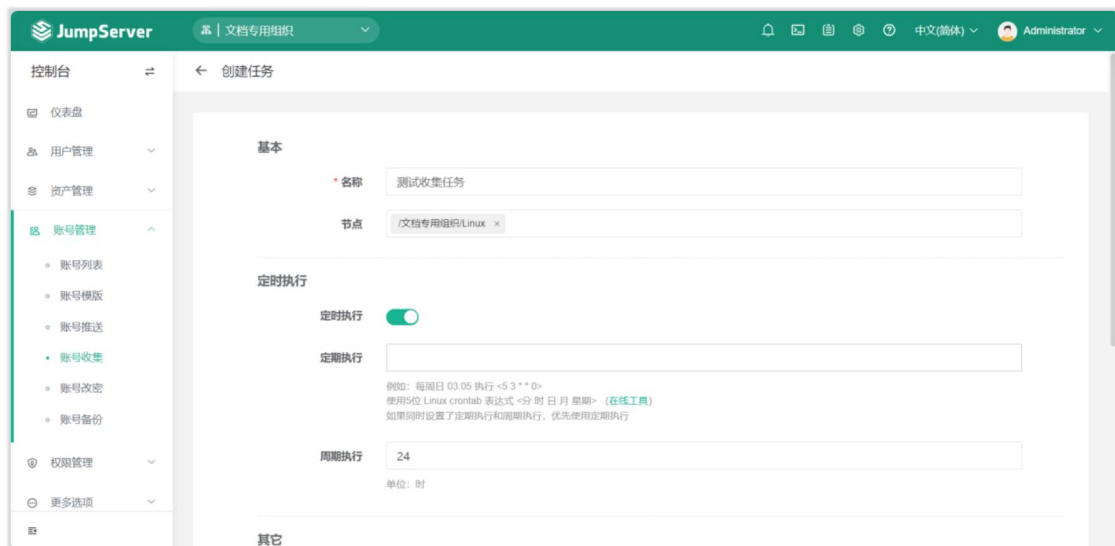 JumpServer
文档专用组织
中文(简体)
Administrator
控制台
创建任务
仪表盘
用户管理
资产管理
账号管理
账号列表
账号模版
账号推送
账号收集
账号改密
账号备份
权限管理
更多选项
基本
* 名称
测试收集任务
节点
/文档专用组织/Linux ×
定时执行
定时执行
定期执行
例如：每周日 03:05 执行 <5 3 * * 0>
使用5位 Linux crontab 表达式 <分 时 日 月 星期> （在线工具）
如果同时设置了定期执行和周期执行，优先使用定期执行
周期执行
24
单位：时
其它